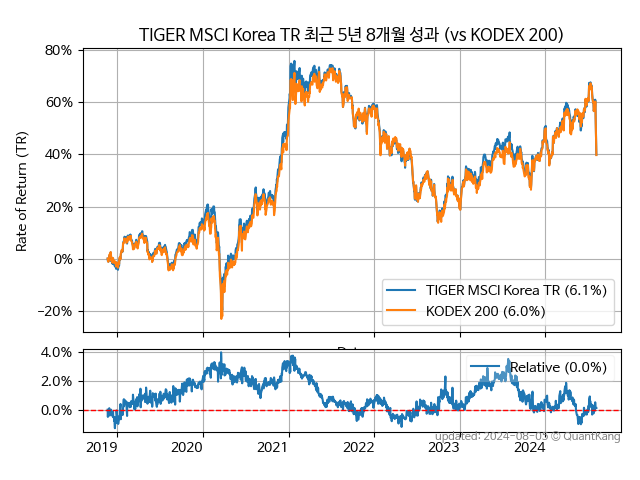 TIGER MSCI Korea TR 최근 5년 8개월 성과 (vs KODEX 200)
Rate of Return (TR)
80%
60%
40%
20%
0%
−20%
TIGER MSCI Korea TR (6.1%)
KODEX 200 (6.0%)
4.0%
2.0%
0.0%
Relative (0.0%)
2019
2020
2021
2022
2023
2024
updated: 2024-08-05 © QuantKang